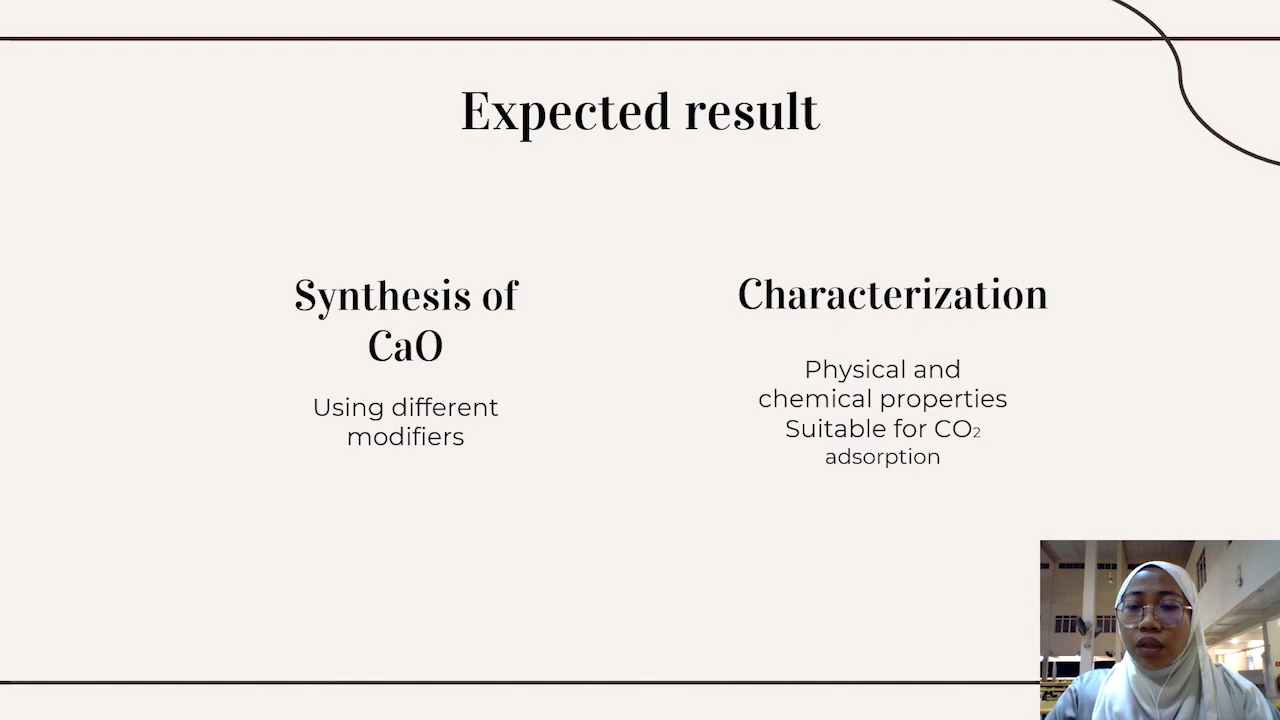 Expected result
Synthesis of
CaO
Using different
modifiers
Characterization
Physical and
chemical properties
Suitable for CO₂
adsorption